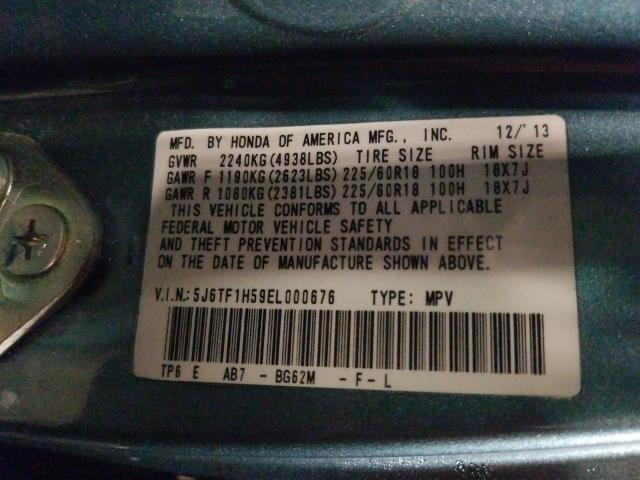 MFD. BY HONDA OF AMERICA MFG., INC. 12/'13
GVWR 2240KG(4938LBS) TIRE SIZE RIM SIZE
GAWR F 1190KG(2623LBS) 225/60R18 100H 18X7J
GAWR R 1080KG(2381LBS) 225/60R18 100H 18X7J
THIS VEHICLE CONFORMS TO ALL APPLICABLE
FEDERAL MOTOR VEHICLE SAFETY
AND THEFT PREVENTION STANDARDS IN EFFECT
ON THE DATE OF MANUFACTURE SHOWN ABOVE.
V.I.N.:5J6TF1H59EL000676 TYPE: MPV
TP6 E AB7 - BG62M - F - L